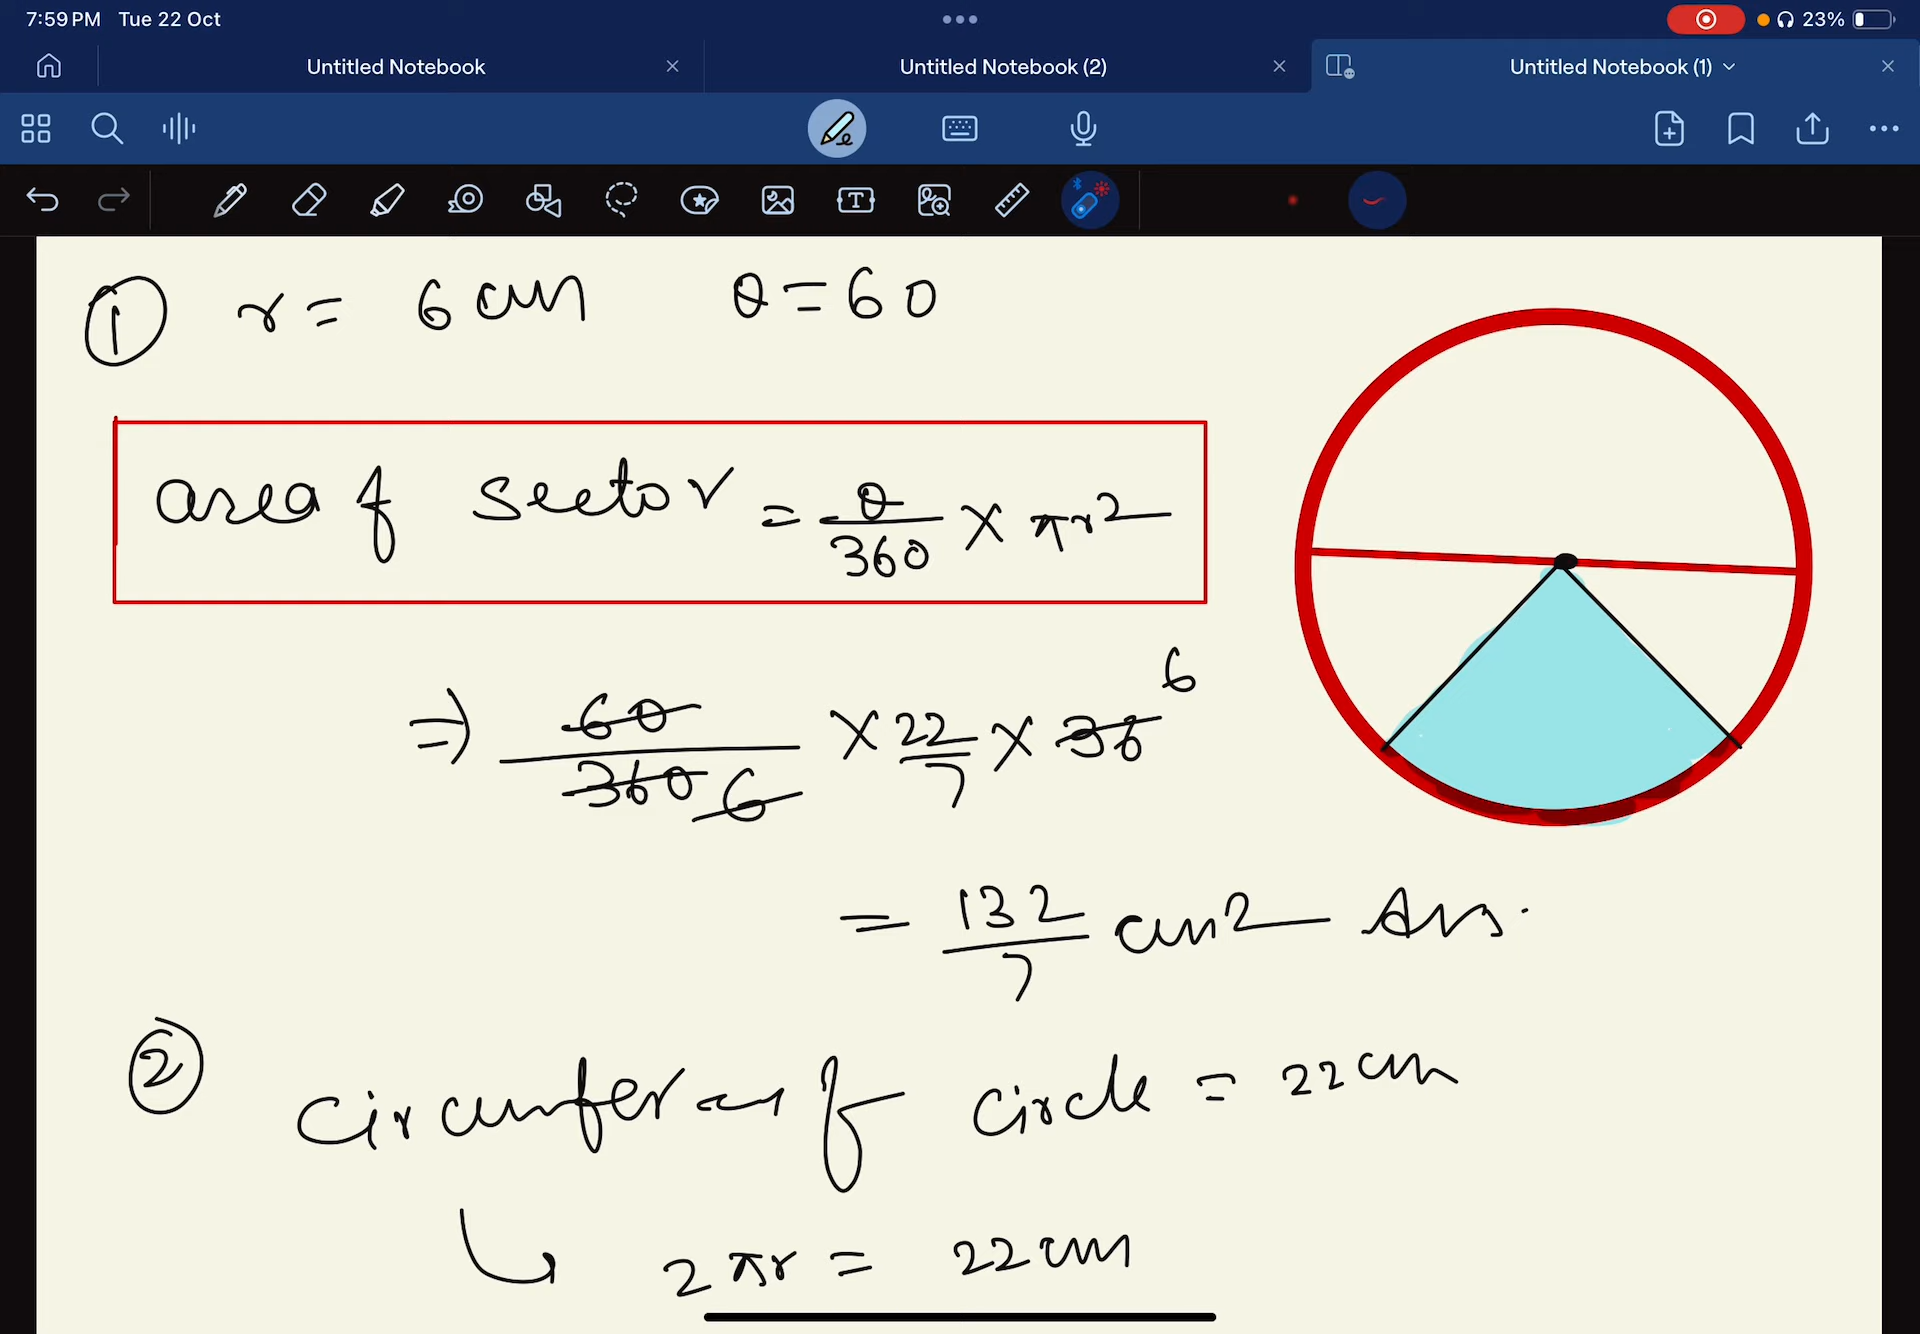 7:59 PM Tue 22 Oct
23%
Untitled Notebook
Untitled Notebook (2)
Untitled Notebook (1)
① r = 6 cm θ = 60
area of sector = θ/360 × πr²
⇒ 60/360 6 × 22/7 × 36 6
= 132/7 cm² Ans.
② circumference of circle = 22 cm
2πr = 22 cm